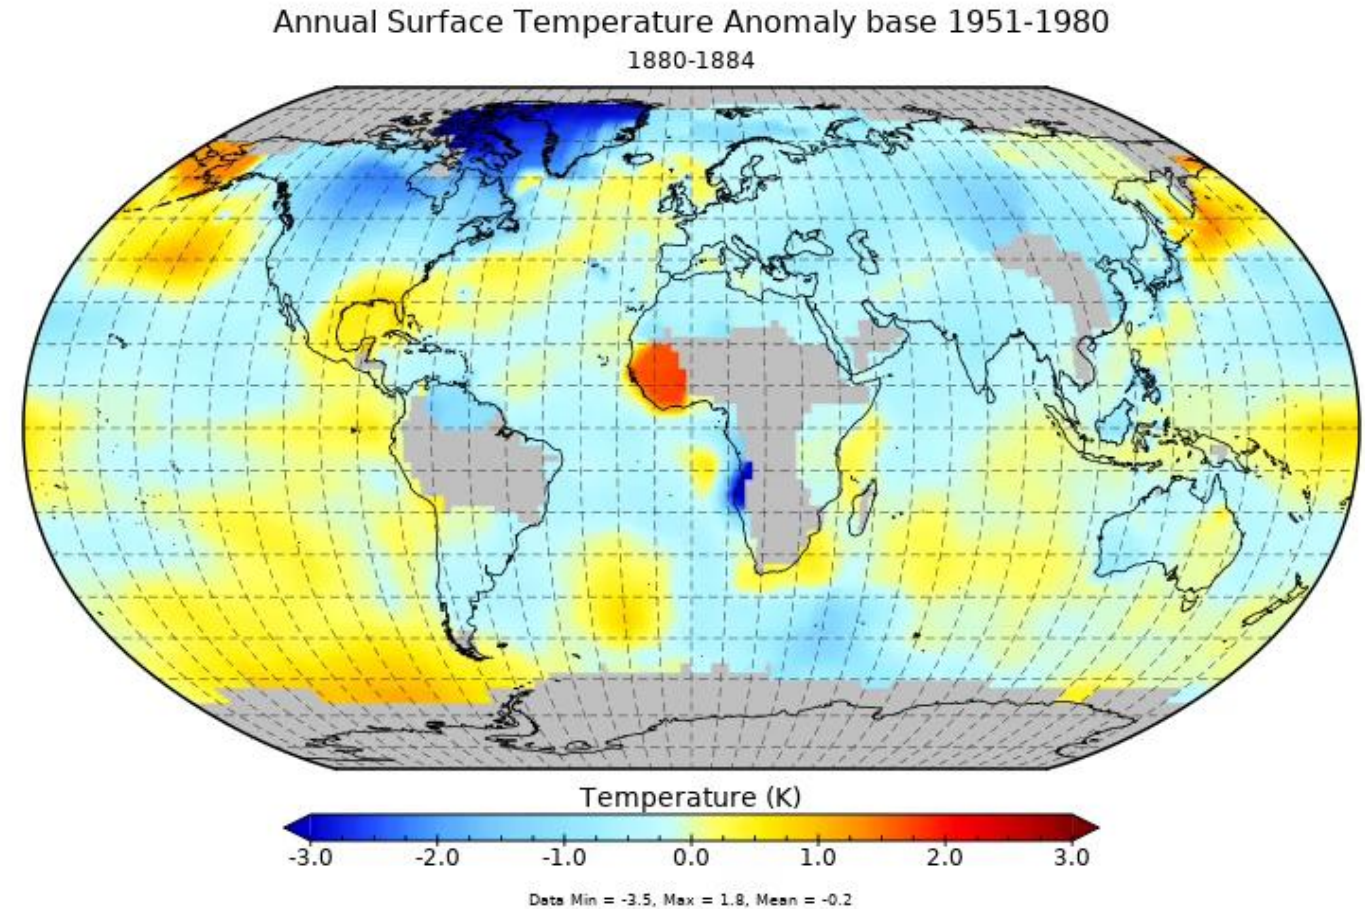 Annual Surface Temperature Anomaly base 1951-1980
1880-1884
Temperature (K)
-3.0 -2.0 -1.0 0.0 1.0 2.0 3.0
Data Min = -3.5, Max = 1.8, Mean = -0.2